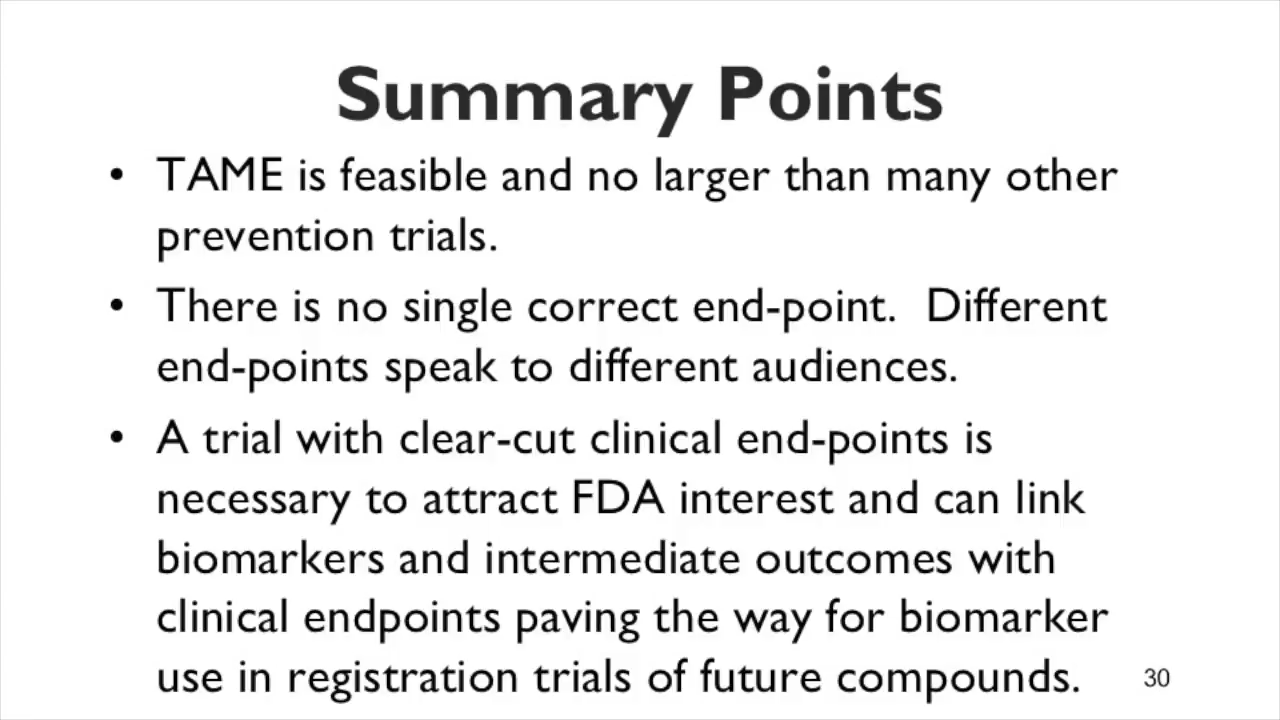 Summary Points
• TAME is feasible and no larger than many other
prevention trials.
• There is no single correct end-point.  Different
end-points speak to different audiences.
• A trial with clear-cut clinical end-points is
necessary to attract FDA interest and can link
biomarkers and intermediate outcomes with
clinical endpoints paving the way for biomarker
use in registration trials of future compounds.
30